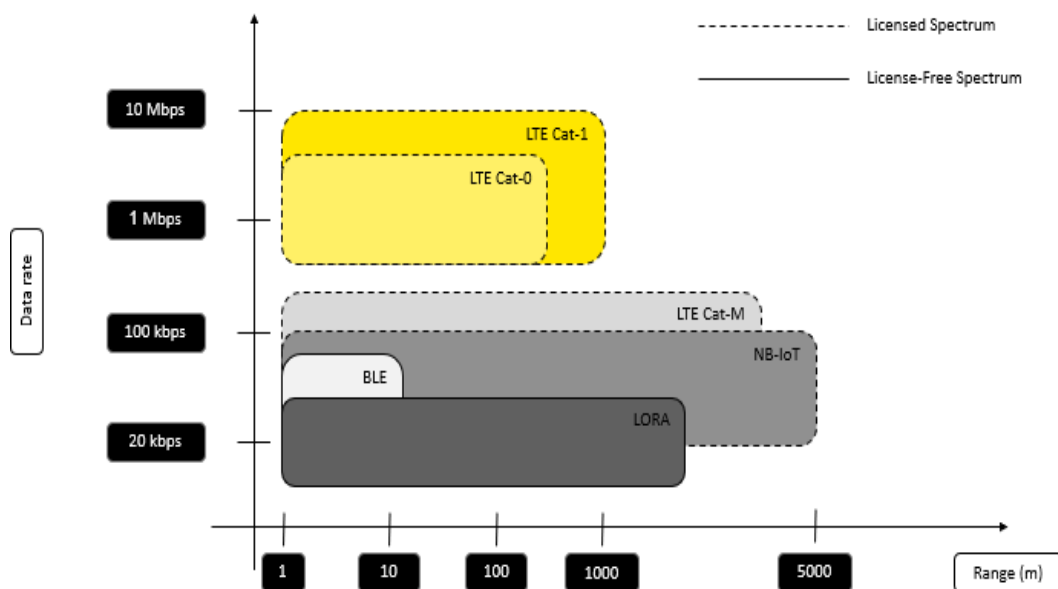 Licensed Spectrum
License-Free Spectrum
10 Mbps
LTE Cat-1
LTE Cat-0
1 Mbps
Data rate
LTE Cat-M
100 kbps
NB-IoT
BLE
LORA
20 kbps
1
10
100
1000
5000
Range (m)